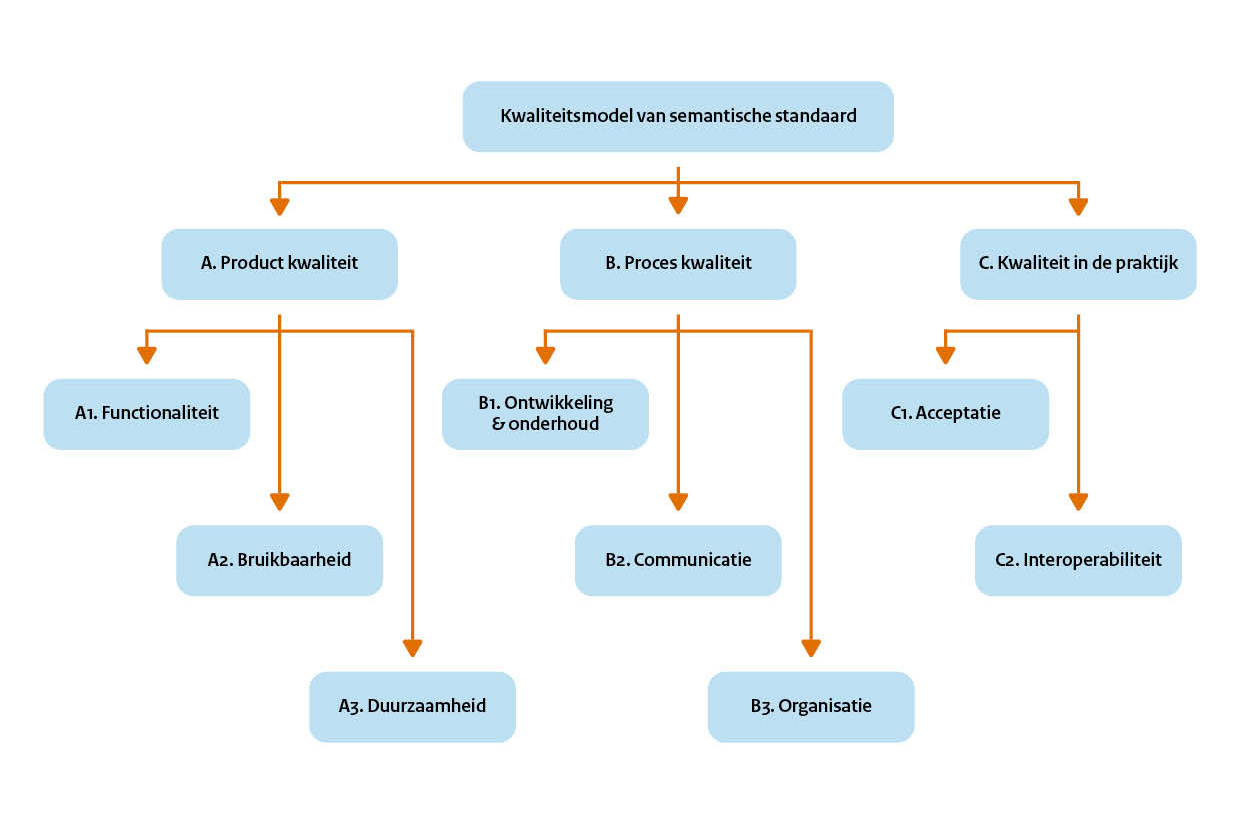 Kwaliteitsmodel van semantische standaard
A. Product kwaliteit
B. Proces kwaliteit
C. Kwaliteit in de praktijk
A1. Functionaliteit
B1. Ontwikkeling
& onderhoud
C1. Acceptatie
A2. Bruikbaarheid
B2. Communicatie
C2. Interoperabiliteit
A3. Duurzaamheid
B3. Organisatie